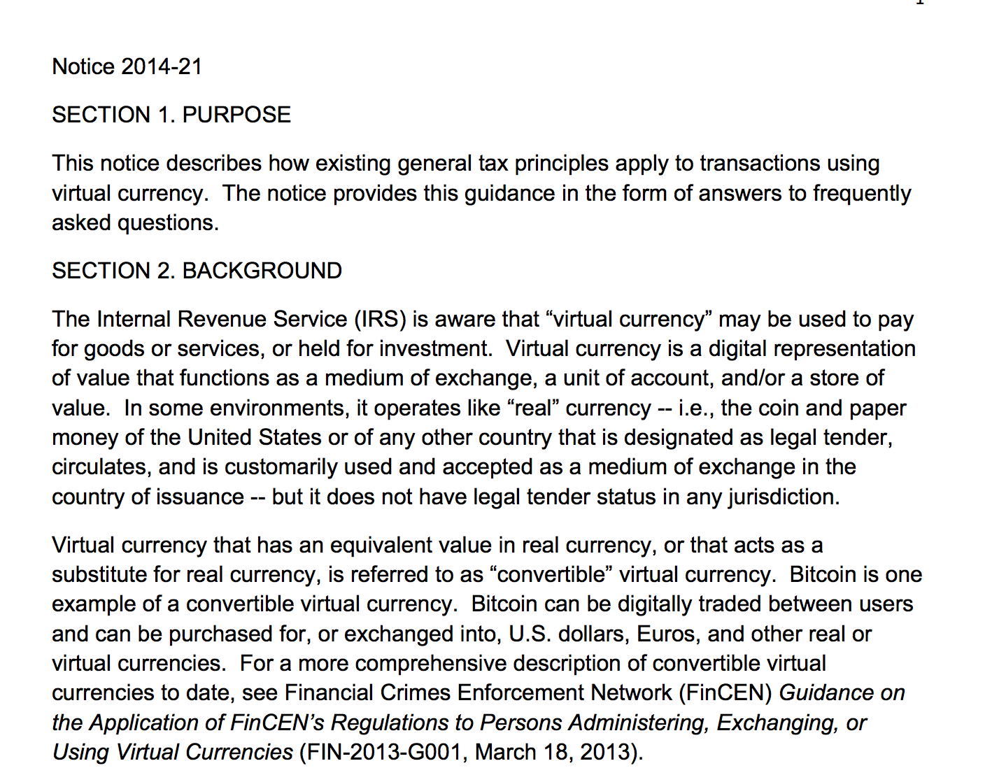 1
Notice 2014-21
SECTION 1. PURPOSE
This notice describes how existing general tax principles apply to transactions using
virtual currency.  The notice provides this guidance in the form of answers to frequently
asked questions.
SECTION 2. BACKGROUND
The Internal Revenue Service (IRS) is aware that “virtual currency” may be used to pay
for goods or services, or held for investment.  Virtual currency is a digital representation
of value that functions as a medium of exchange, a unit of account, and/or a store of
value.  In some environments, it operates like “real” currency -- i.e., the coin and paper
money of the United States or of any other country that is designated as legal tender,
circulates, and is customarily used and accepted as a medium of exchange in the
country of issuance -- but it does not have legal tender status in any jurisdiction.
Virtual currency that has an equivalent value in real currency, or that acts as a
substitute for real currency, is referred to as “convertible” virtual currency.  Bitcoin is one
example of a convertible virtual currency.  Bitcoin can be digitally traded between users
and can be purchased for, or exchanged into, U.S. dollars, Euros, and other real or
virtual currencies.  For a more comprehensive description of convertible virtual
currencies to date, see Financial Crimes Enforcement Network (FinCEN) Guidance on
the Application of FinCEN’s Regulations to Persons Administering, Exchanging, or
Using Virtual Currencies (FIN-2013-G001, March 18, 2013).